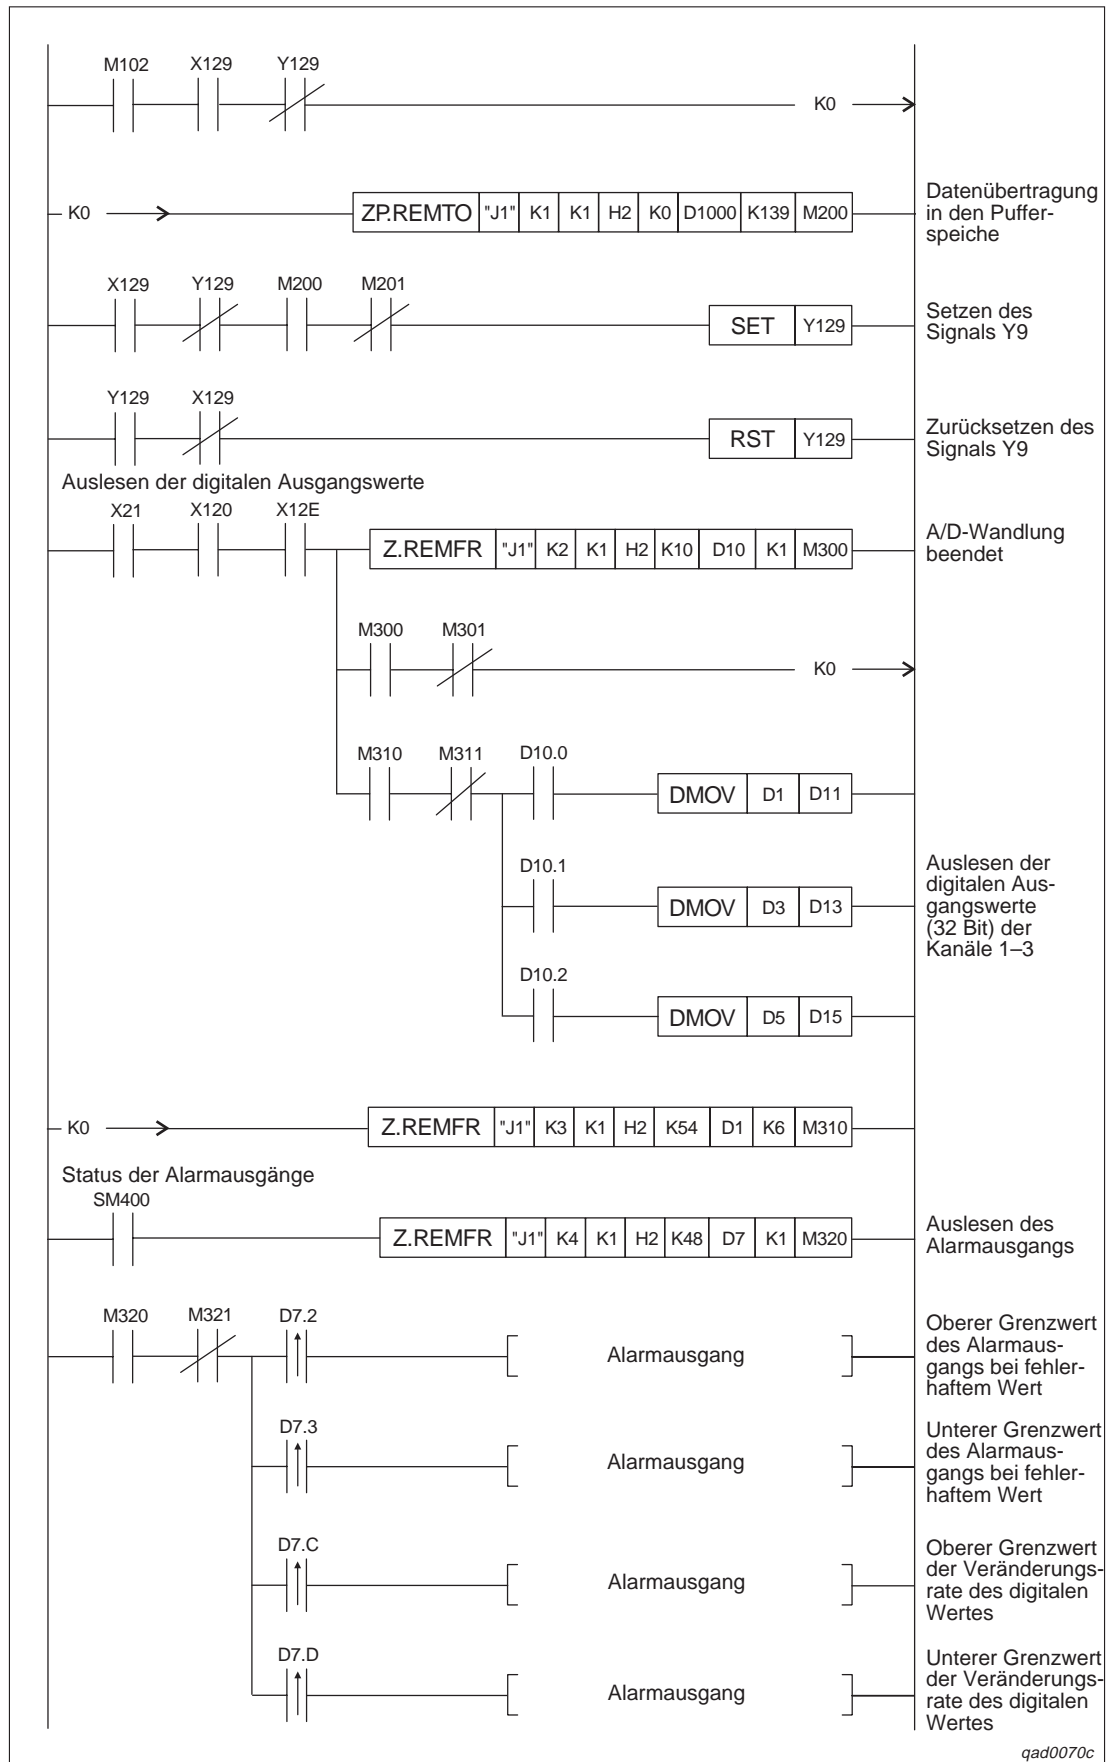 M102 X129 Y129
K0
K0 ZP.REMTO "J1" K1 K1 H2 K0 D1000 K139 M200
Datenübertragung
in den Puffer-
speiche
X129 Y129 M200 M201
SET Y129
Setzen des
Signals Y9
Y129 X129
RST Y129
Zurücksetzen des
Signals Y9
Auslesen der digitalen Ausgangswerte
X21 X120 X12E
Z.REMFR "J1" K2 K1 H2 K10 D10 K1 M300
A/D-Wandlung
beendet
M300 M301
K0
M310 M311 D10.0
DMOV D1 D11
D10.1
DMOV D3 D13
Auslesen der
digitalen Aus-
gangswerte
(32 Bit) der
Kanäle 1–3
D10.2
DMOV D5 D15
K0 Z.REMFR "J1" K3 K1 H2 K54 D1 K6 M310
Status der Alarmausgänge
SM400
Z.REMFR "J1" K4 K1 H2 K48 D7 K1 M320
Auslesen des
Alarmausgangs
M320 M321 D7.2
Alarmausgang
Oberer Grenzwert
des Alarmaus-
gangs bei fehler-
haftem Wert
D7.3
Alarmausgang
Unterer Grenzwert
des Alarmaus-
gangs bei fehler-
haftem Wert
D7.C
Alarmausgang
Oberer Grenzwert
der Veränderungs-
rate des digitalen
Wertes
D7.D
Alarmausgang
Unterer Grenzwert
der Veränderungs-
rate des digitalen
Wertes
qad0070c